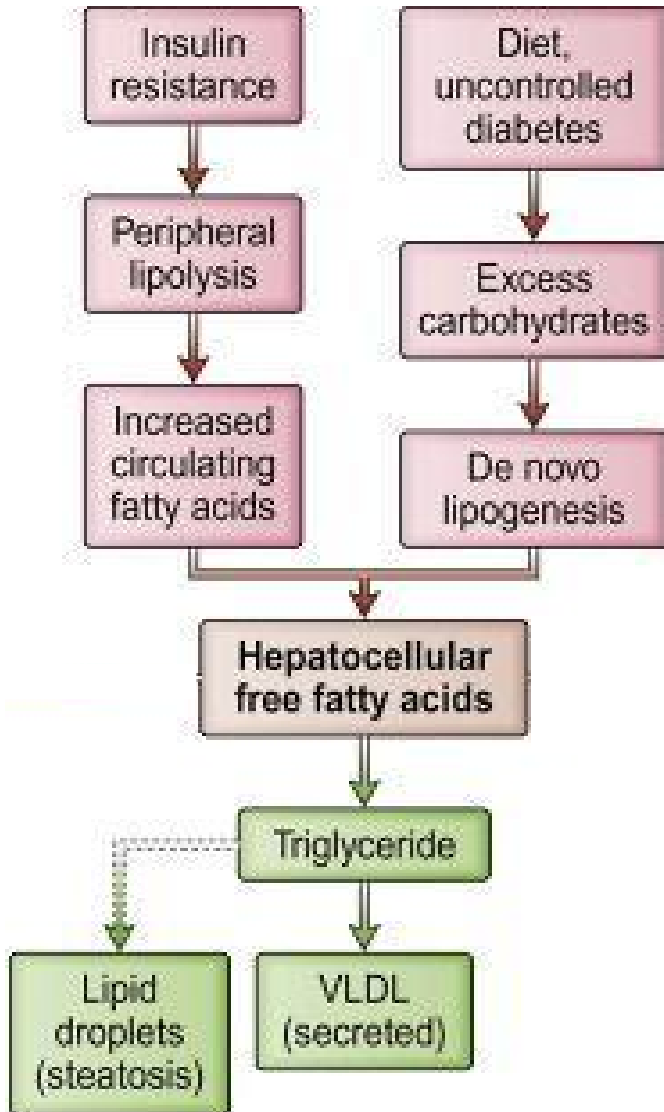 Insulin
resistance
Peripheral
lipolysis
Increased
circulating
fatty acids
Diet,
uncontrolled
diabetes
Excess
carbohydrates
De novo
lipogenesis
Hepatocellular
free fatty acids
Triglyceride
Lipid
droplets
(steatosis)
VLDL
(secreted)